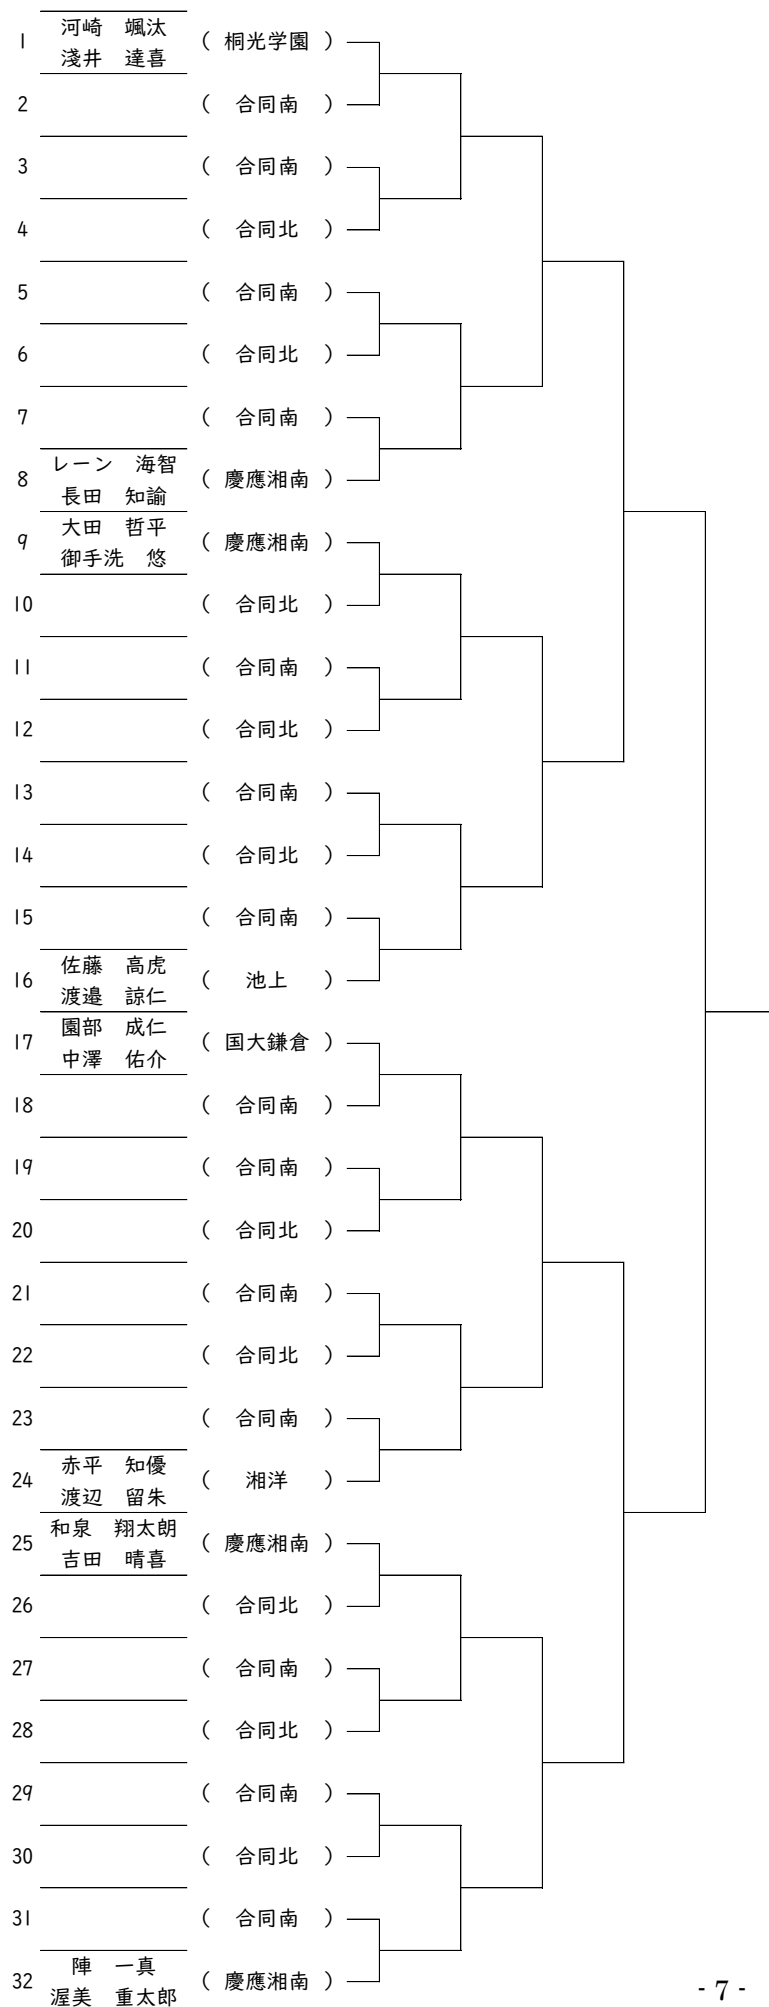 河崎　颯汰
1 （ 桐光学園 ）
淺井　達喜
2 （ 合同南 ）
3 （ 合同南 ）
4 （ 合同北 ）
5 （ 合同南 ）
6 （ 合同北 ）
7 （ 合同南 ）
レーン　海智
8 （ 慶應湘南 ）
長田　知諭
大田　哲平
9 （ 慶應湘南 ）
御手洗　悠
10 （ 合同北 ）
11 （ 合同南 ）
12 （ 合同北 ）
13 （ 合同南 ）
14 （ 合同北 ）
15 （ 合同南 ）
佐藤　高虎
16 （ 池上 ）
渡邉　諒仁
園部　成仁
17 （ 国大鎌倉 ）
中澤　佑介
18 （ 合同南 ）
19 （ 合同南 ）
20 （ 合同北 ）
21 （ 合同南 ）
22 （ 合同北 ）
23 （ 合同南 ）
赤平　知優
24 （ 湘洋 ）
渡辺　留朱
和泉　翔太朗
25 （ 慶應湘南 ）
吉田　晴喜
26 （ 合同北 ）
27 （ 合同南 ）
28 （ 合同北 ）
29 （ 合同南 ）
30 （ 合同北 ）
31 （ 合同南 ）
陣　一真
32 （ 慶應湘南 ）
渥美　重太郎
- 7 -